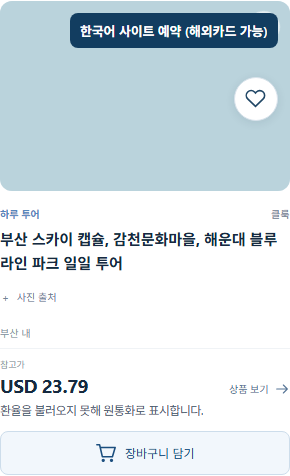 한국어 사이트 예약 (해외카드 가능)
하루 투어
클룩
부산 스카이 캡슐, 감천문화마을, 해운대 블루
라인 파크 일일 투어
+ 사진 출처
부산 내
참고가
USD 23.79
상품 보기 →
환율을 불러오지 못해 원통화로 표시합니다.
장바구니 담기